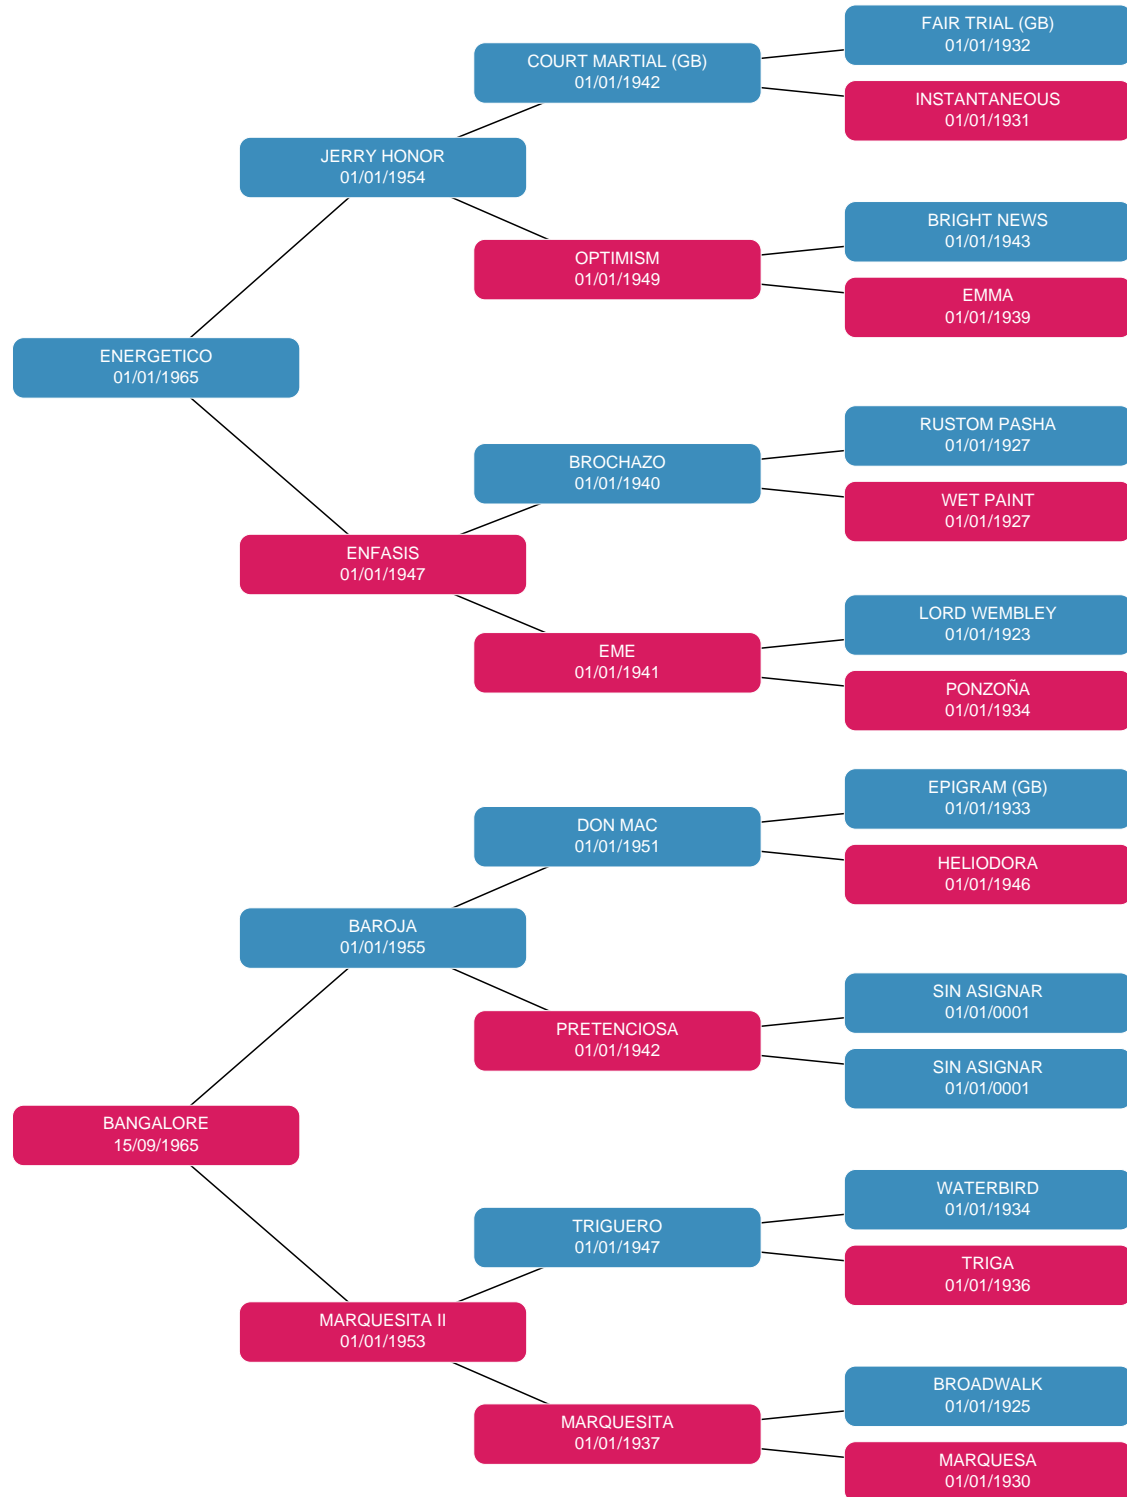 FAIR TRIAL (GB)
01/01/1932
COURT MARTIAL (GB)
01/01/1942
INSTANTANEOUS
01/01/1931
JERRY HONOR
01/01/1954
BRIGHT NEWS
01/01/1943
OPTIMISM
01/01/1949
EMMA
01/01/1939
ENERGETICO
01/01/1965
RUSTOM PASHA
01/01/1927
BROCHAZO
01/01/1940
WET PAINT
01/01/1927
ENFASIS
01/01/1947
LORD WEMBLEY
01/01/1923
EME
01/01/1941
PONZOÑA
01/01/1934
EPIGRAM (GB)
01/01/1933
DON MAC
01/01/1951
HELIODORA
01/01/1946
BAROJA
01/01/1955
SIN ASIGNAR
01/01/0001
PRETENCIOSA
01/01/1942
SIN ASIGNAR
01/01/0001
BANGALORE
15/09/1965
WATERBIRD
01/01/1934
TRIGUERO
01/01/1947
TRIGA
01/01/1936
MARQUESITA II
01/01/1953
BROADWALK
01/01/1925
MARQUESITA
01/01/1937
MARQUESA
01/01/1930